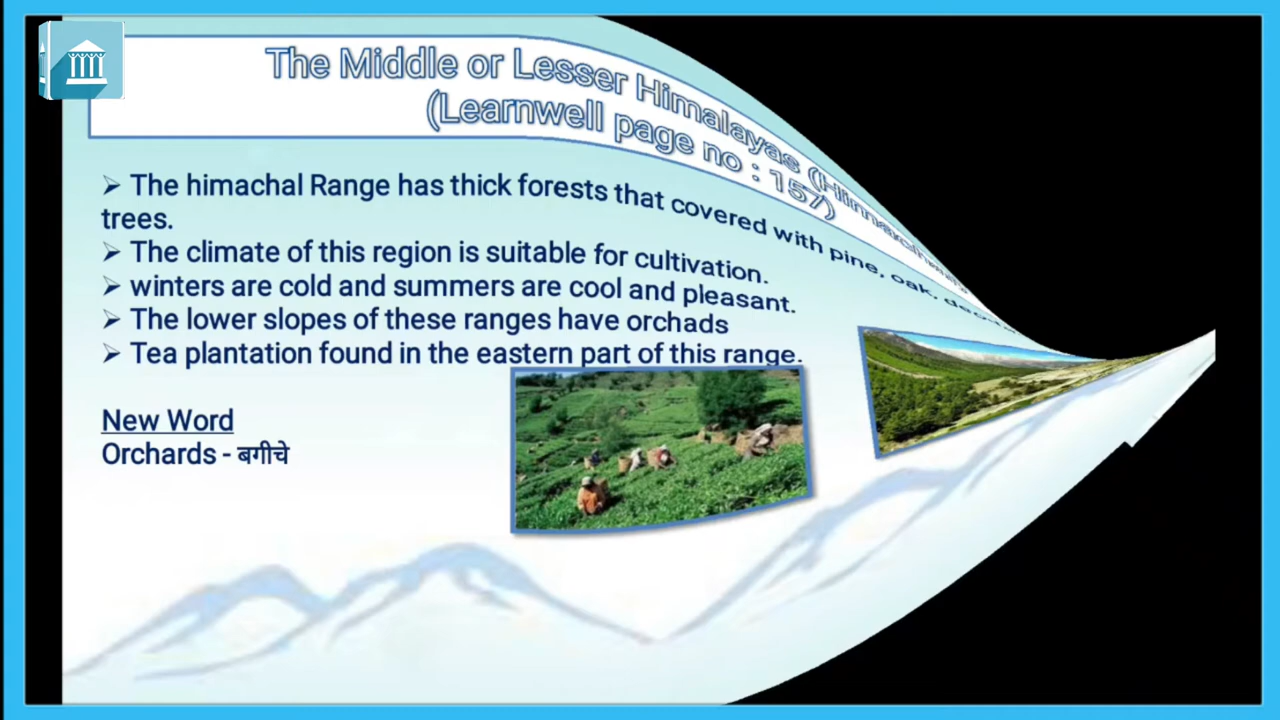 The Middle or Lesser Himalayas (Himachal)
(Learnwell page no : 157)
➢ The himachal Range has thick forests that covered with pine, oak,
trees.
➢ The climate of this region is suitable for cultivation.
➢ winters are cold and summers are cool and pleasant.
➢ The lower slopes of these ranges have orchads
➢ Tea plantation found in the eastern part of this range.
New Word
Orchards - बगीचे